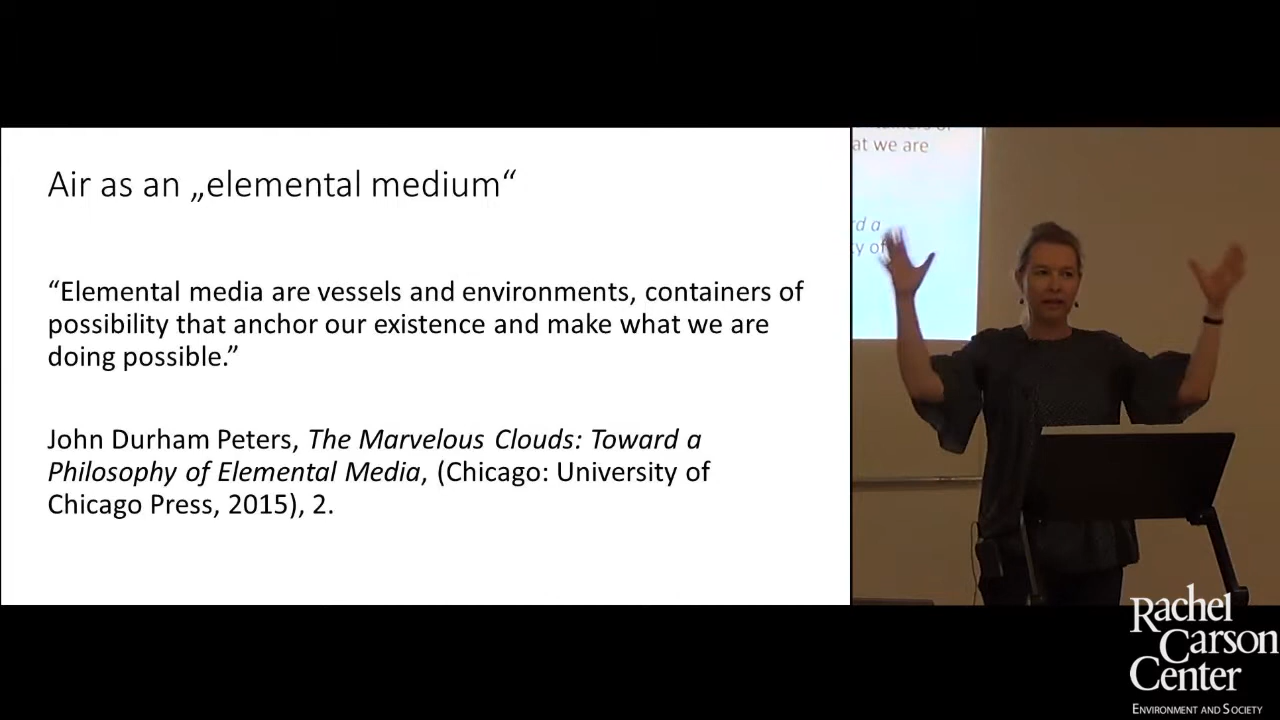 Air as an „elemental medium“
“Elemental media are vessels and environments, containers of
possibility that anchor our existence and make what we are
doing possible.”
John Durham Peters, The Marvelous Clouds: Toward a
Philosophy of Elemental Media, (Chicago: University of
Chicago Press, 2015), 2.
at we are
rd a
y of
Rachel
Carson
Center
ENVIRONMENT AND SOCIETY